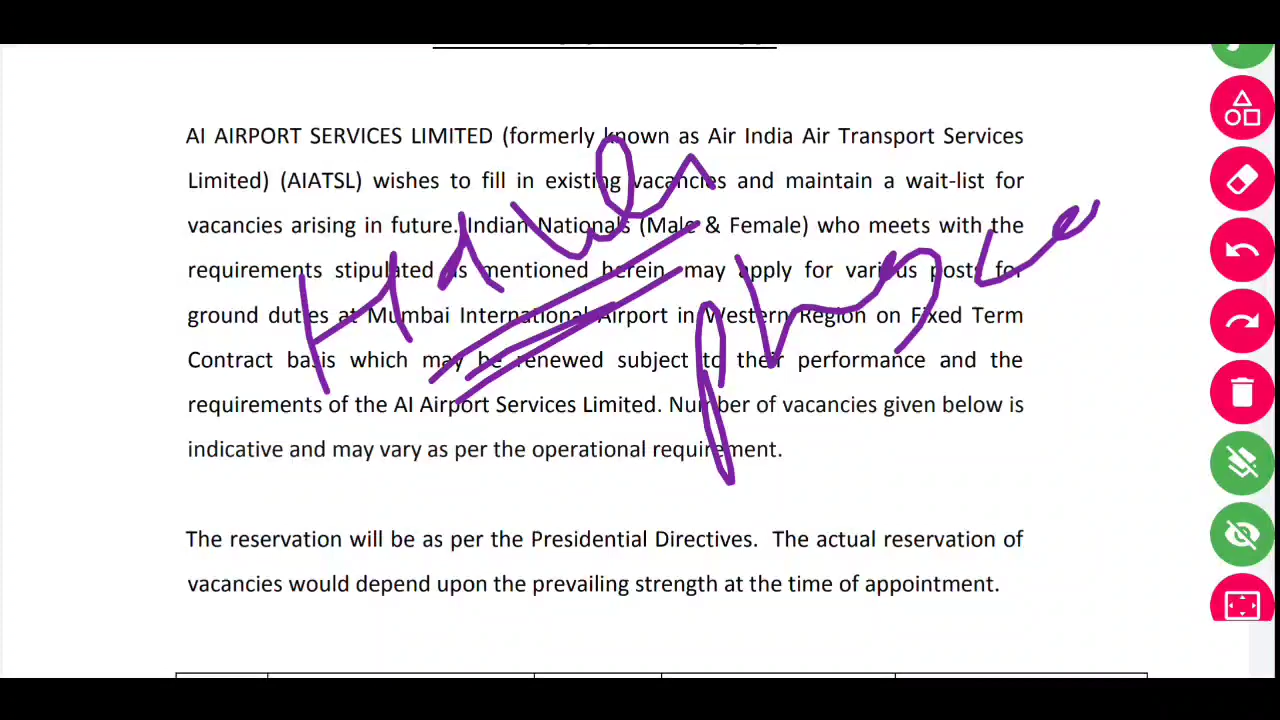 AI AIRPORT SERVICES LIMITED (formerly known as Air India Air Transport Services
Limited) (AIATSL) wishes to fill in existing vacancies and maintain a wait-list for
vacancies arising in future. Indian Nationals (Male & Female) who meets with the
requirements stipulated as mentioned herein, may apply for various posts for
ground duties at Mumbai International Airport in Western Region on Fixed Term
Contract basis which may be renewed subject to their performance and the
requirements of the AI Airport Services Limited. Number of vacancies given below is
indicative and may vary as per the operational requirement.
The reservation will be as per the Presidential Directives. The actual reservation of
vacancies would depend upon the prevailing strength at the time of appointment.